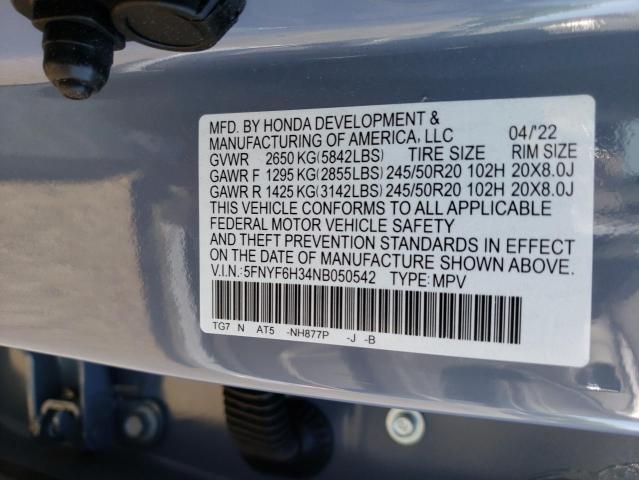 MFD. BY HONDA DEVELOPMENT &
MANUFACTURING OF AMERICA, LLC 04/'22
GVWR 2650 KG(5842LBS) TIRE SIZE RIM SIZE
GAWR F 1295 KG(2855LBS) 245/50R20 102H 20X8.0J
GAWR R 1425 KG(3142LBS) 245/50R20 102H 20X8.0J
THIS VEHICLE CONFORMS TO ALL APPLICABLE
FEDERAL MOTOR VEHICLE SAFETY
AND THEFT PREVENTION STANDARDS IN EFFECT
ON THE DATE OF MANUFACTURE SHOWN ABOVE.
V.I.N.: 5FNYF6H34NB050542 TYPE: MPV
TG7 N AT5 -NH877P -J -B